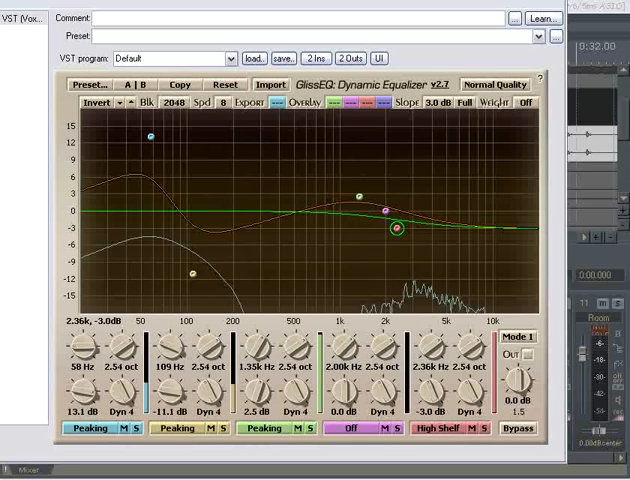 VST (Vox...
Comment:
... Learn...
Preset:
...
VST program: Default load.. save.. 2 Ins 2 Outs UI
Preset... A | B Copy Reset Import GlissEQ: Dynamic Equalizer v2.7 Normal Quality ?
Invert Blk 2048 Spd 8 Export Overlay Slope 3.0 dB Full Weight Off
15
12
9
6
3
0
-3
-6
-9
-12
-15
2.36k, -3.0dB 50 100 200 500 1k 2k 5k 10k
58 Hz 2.54 oct 109 Hz 2.54 oct 1.35k Hz 2.54 oct 2.00k Hz 2.54 oct 2.36k Hz 2.54 oct
13.1 dB Dyn 4 -11.1 dB Dyn 4 2.5 dB Dyn 4 0.0 dB Dyn 4 -3.0 dB Dyn 4
Mode 1
Out
0.0 dB
1.5
Peaking M S Peaking M S Peaking M S Off M S High Shelf M S Bypass
0:32.00
0:00.000
11 m s
Room
-6-
-18-
0.00dB center
Mixer